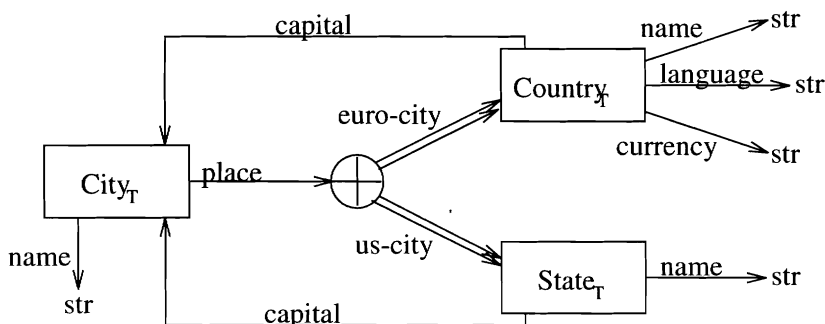 capital
name
str
Country_T
language
str
euro-city
currency
str
City_T
place
us-city
name
str
State_T
name
str
capital